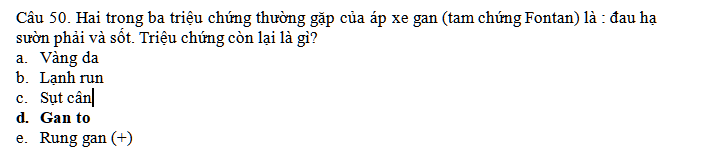 Câu 50. Hai trong ba triệu chứng thường gặp của áp xe gan (tam chứng Fontan) là : đau hạ
sườn phải và sốt. Triệu chứng còn lại là gì?
a. Vàng da
b. Lạnh run
c. Sụt cân
d. Gan to
e. Rung gan (+)